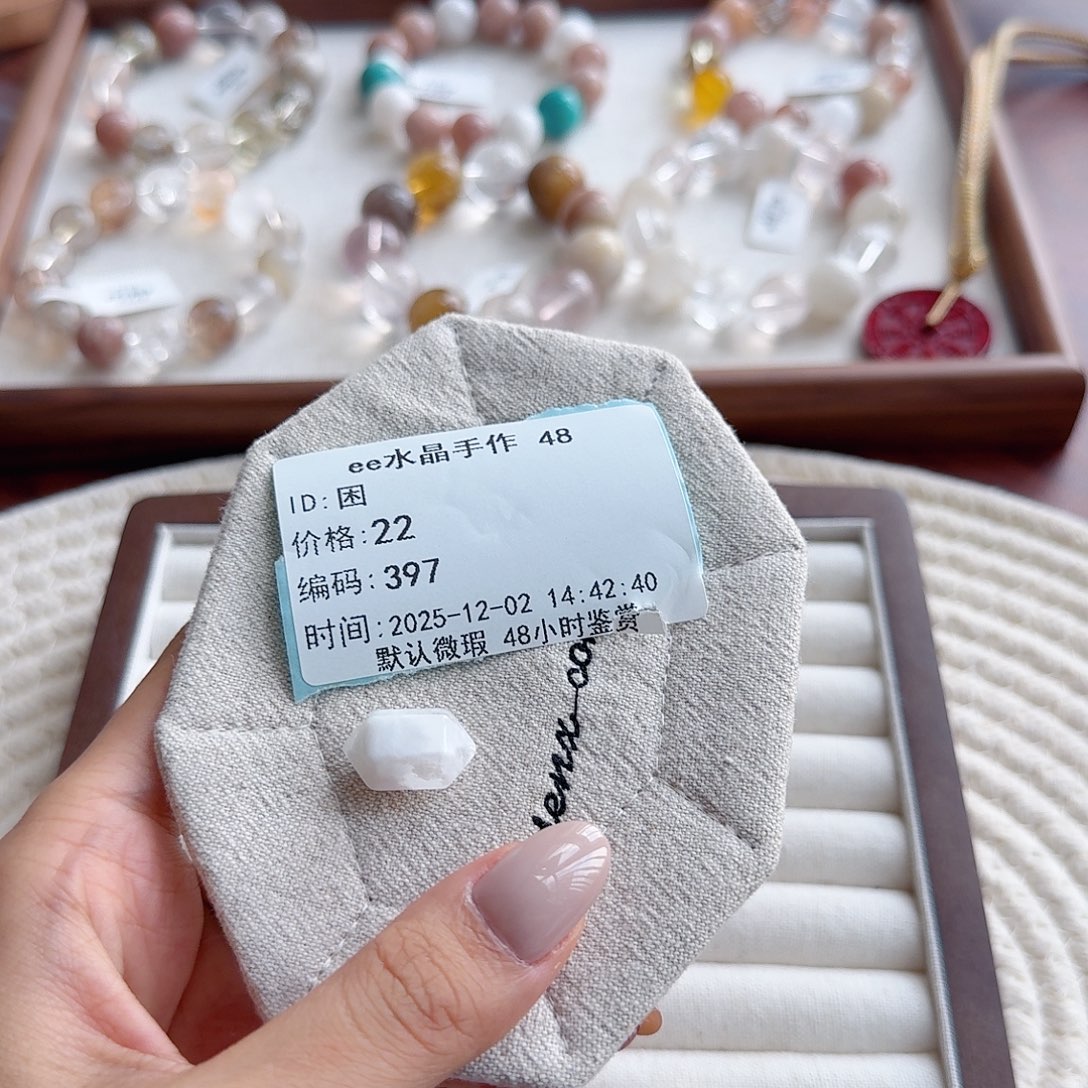 ee水晶手作 48
ID:困
价格:22
编码:397
时间:2025-12-02 14:42:40
默认微瑕 48小时鉴赏